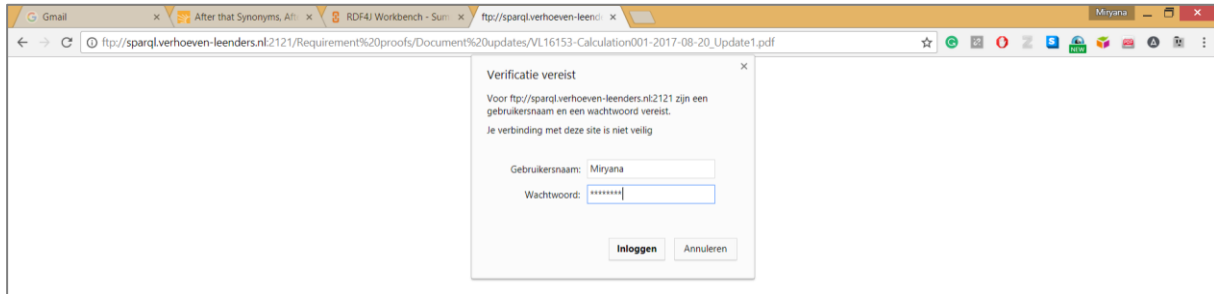 Gmail
After that Synonyms, Aft
RDF4J Workbench - Sum
ftp://sparql.verhoeven-leend
Miryana
ftp://sparql.verhoeven-leenders.nl:2121/Requirement%20proofs/Document%20updates/VL16153-Calculation001-2017-08-20_Update1.pdf
NEW
Verificatie vereist
Voor ftp://sparql.verhoeven-leenders.nl:2121 zijn een
gebruikersnaam en een wachtwoord vereist.
Je verbinding met deze site is niet veilig
Gebruikersnaam: Miryana
Wachtwoord: ********
Inloggen Annuleren